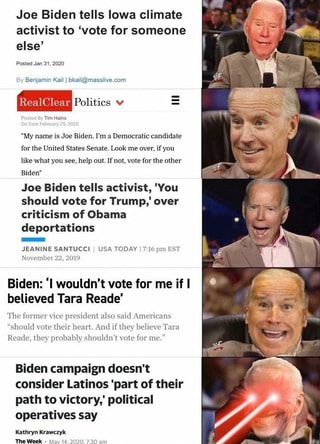 Joe Biden tells Iowa climate
activist to ‘vote for someone
else’
Posted Jan 31, 2020
By Benjamin Kail | bkail@masslive.com
RealClear Politics
Posted By Tim Hains
On Date February 25, 2020
"My name is Joe Biden. I'm a Democratic candidate
for the United States Senate. Look me over, if you
like what you see, help out. If not, vote for the other
Biden"
Joe Biden tells activist, 'You
should vote for Trump,' over
criticism of Obama
deportations
JEANINE SANTUCCI | USA TODAY | 7:16 pm EST
November 22, 2019
Biden: ‘I wouldn’t vote for me if I
believed Tara Reade’
The former vice president also said Americans
“should vote their heart. And if they believe Tara
Reade, they probably shouldn’t vote for me.”
Biden campaign doesn't
consider Latinos 'part of their
path to victory,' political
operatives say
Kathryn Krawczyk
The Week • May 14, 2020, 7:30 am